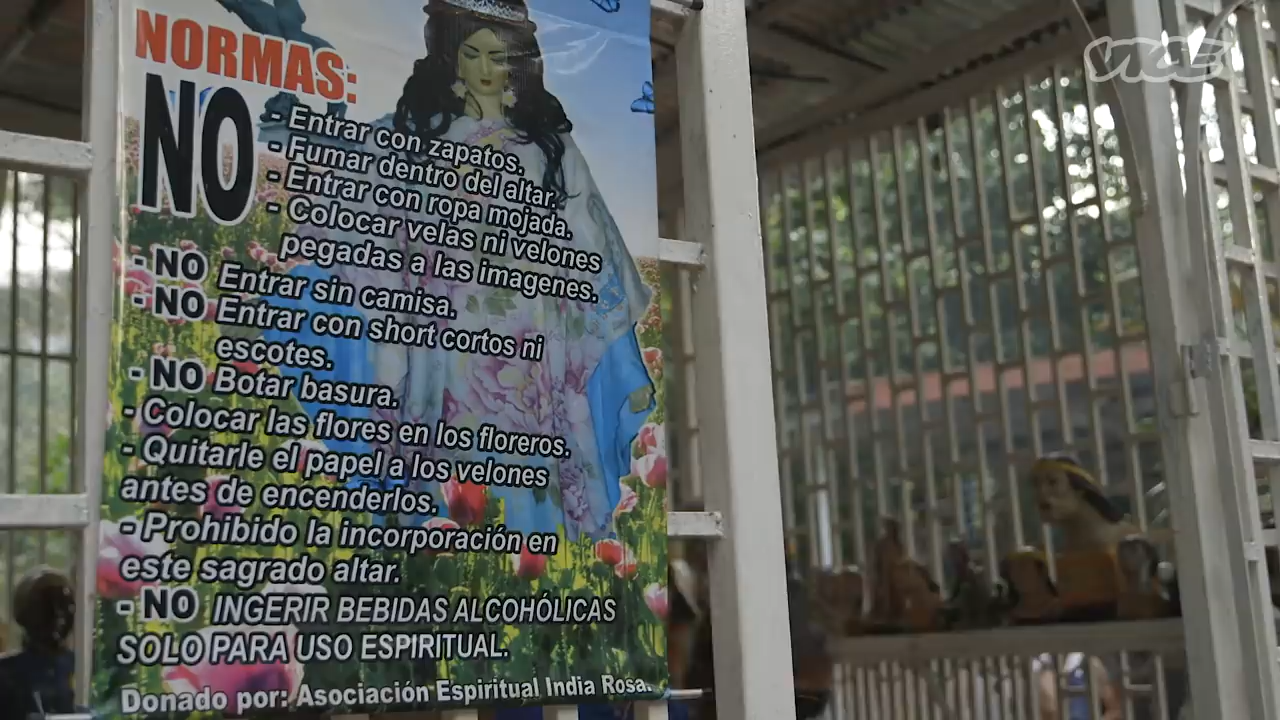 VICE
NORMAS:
NO
- Entrar con zapatos.
- Fumar dentro del altar.
- Entrar con ropa mojada.
- Colocar velas ni velones
pegadas a las imagenes.
- NO Entrar sin camisa.
- NO Entrar con short cortos ni
escotes.
- NO Botar basura.
- Colocar las flores en los floreros.
- Quitarle el papel a los velones
antes de encenderlos.
- Prohibido la incorporación en
este sagrado altar.
- NO INGERIR BEBIDAS ALCOHÓLICAS
SOLO PARA USO ESPIRITUAL.
Donado por: Asociación Espiritual India Rosa.